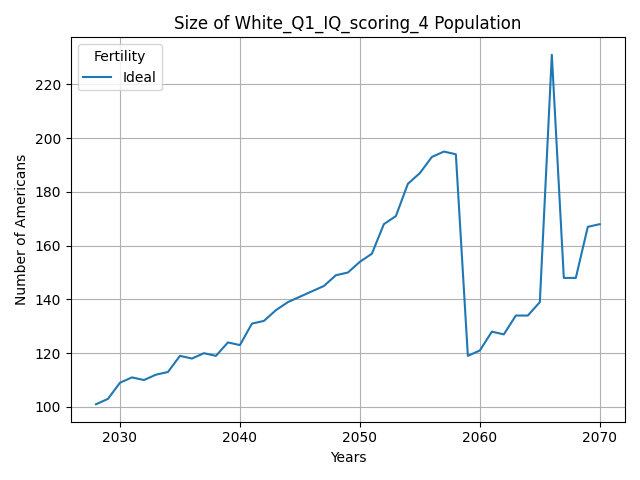 Size of White_Q1_IQ_scoring_4 Population
Fertility
Ideal
Number of Americans
220
200
180
160
140
120
100
2030
2040
2050
2060
2070
Years